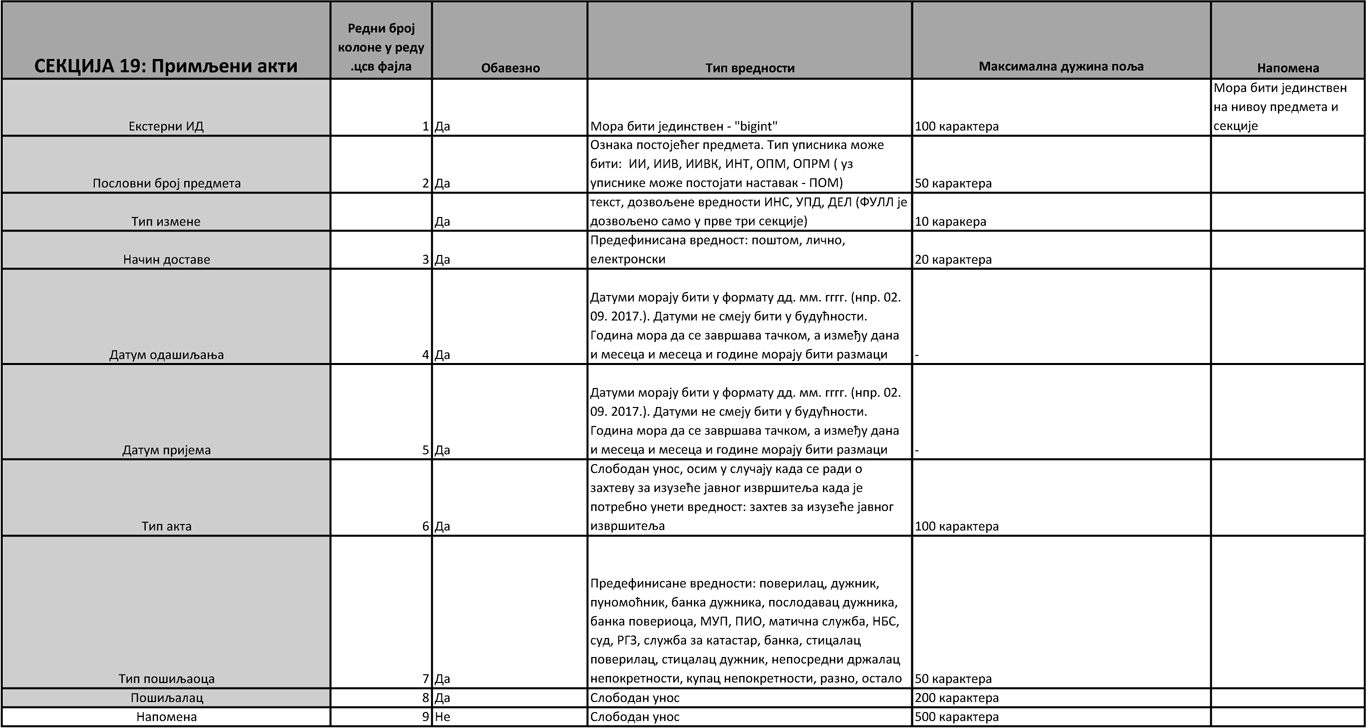 СЕКЦИЈА 19: Примљени акти
Редни број
колоне у реду
.цсв фајла
Обавезно
Тип вредности
Максимална дужина поља
Напомена
Екстерни ИД
1
Да
Мора бити јединствен - "bigint"
100 карактера
Мора бити јединствен
на нивоу предмета и
секције
Пословни број предмета
2
Да
Ознака постојећег предмета. Тип уписника може
бити:  ИИ, ИИВ, ИИВК, ИНТ, ОПМ, ОПРМ ( уз
уписнике може постојати наставак - ПОМ)
50 карактера
Тип измене
Да
текст, дозвољене вредности ИНС, УПД, ДЕЛ (ФУЛЛ је
дозвољено само у прве три секције)
10 каракера
Начин доставе
3
Да
Предефинисана вредност: поштом, лично,
електронски
20 карактера
Датум одашиљања
4
Да
Датуми морају бити у формату дд. мм. гггг. (нпр. 02.
09. 2017.). Датуми не смеју бити у будућности.
Година мора да се завршава тачком, а између дана
и месеца и месеца и године морају бити размаци
-
Датум пријема
5
Да
Датуми морају бити у формату дд. мм. гггг. (нпр. 02.
09. 2017.). Датуми не смеју бити у будућности.
Година мора да се завршава тачком, а између дана
и месеца и месеца и године морају бити размаци
-
Тип акта
6
Да
Слободан унос, осим у случају када се ради о
захтеву за изузеће јавног извршитеља када је
потребно унети вредност: захтев за изузеће јавног
извршитеља
100 карактера
Тип пошиљаоца
7
Да
Предефинисане вредности: поверилац, дужник,
пуномоћник, банка дужника, послодавац дужника,
банка повериоца, МУП, ПИО, матична служба, НБС,
суд, РГЗ, служба за катастар, банка, стицалац
поверилац, стицалац дужник, непосредни држалац
непокретности, купац непокретности, разно, остало
50 карактера
Пошиљалац
8
Да
Слободан унос
200 карактера
Напомена
9
Не
Слободан унос
500 карактера